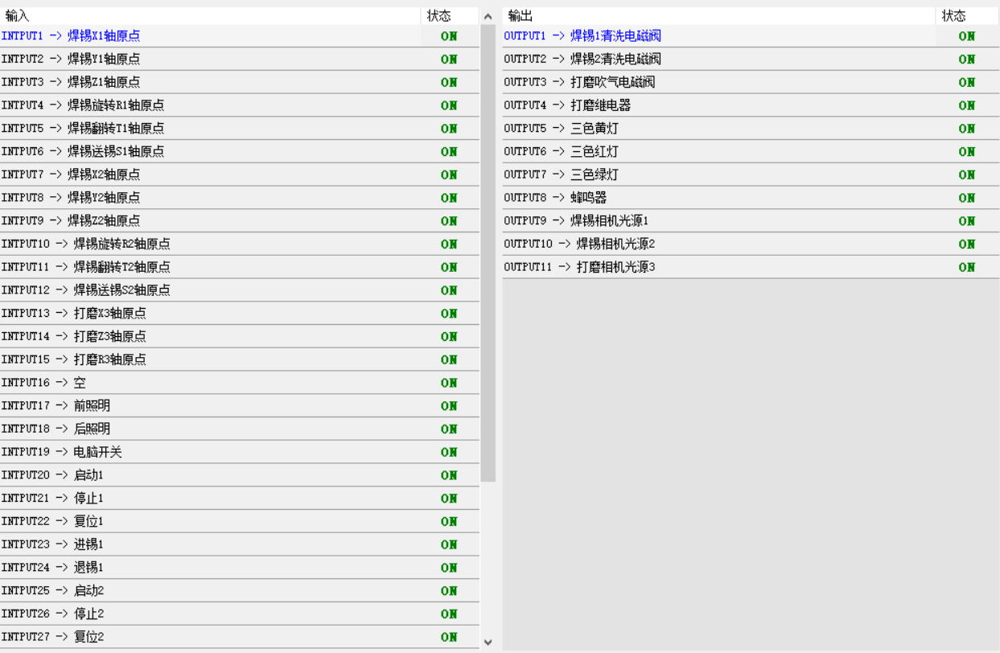 输入 状态
INTPUT1 -> 焊锡X1轴原点 ON
INTPUT2 -> 焊锡Y1轴原点 ON
INTPUT3 -> 焊锡Z1轴原点 ON
INTPUT4 -> 焊锡旋转R1轴原点 ON
INTPUT5 -> 焊锡翻转T1轴原点 ON
INTPUT6 -> 焊锡送锡S1轴原点 ON
INTPUT7 -> 焊锡X2轴原点 ON
INTPUT8 -> 焊锡Y2轴原点 ON
INTPUT9 -> 焊锡Z2轴原点 ON
INTPUT10 -> 焊锡旋转R2轴原点 ON
INTPUT11 -> 焊锡翻转T2轴原点 ON
INTPUT12 -> 焊锡送锡S2轴原点 ON
INTPUT13 -> 打磨X3轴原点 ON
INTPUT14 -> 打磨Z3轴原点 ON
INTPUT15 -> 打磨R3轴原点 ON
INTPUT16 -> 空 ON
INTPUT17 -> 前照明 ON
INTPUT18 -> 后照明 ON
INTPUT19 -> 电脑开关 ON
INTPUT20 -> 启动1 ON
INTPUT21 -> 停止1 ON
INTPUT22 -> 复位1 ON
INTPUT23 -> 进锡1 ON
INTPUT24 -> 退锡1 ON
INTPUT25 -> 启动2 ON
INTPUT26 -> 停止2 ON
INTPUT27 -> 复位2 ON
输出 状态
OUTPUT1 -> 焊锡1清洗电磁阀 ON
OUTPUT2 -> 焊锡2清洗电磁阀 ON
OUTPUT3 -> 打磨吹气电磁阀 ON
OUTPUT4 -> 打磨继电器 ON
OUTPUT5 -> 三色黄灯 ON
OUTPUT6 -> 三色红灯 ON
OUTPUT7 -> 三色绿灯 ON
OUTPUT8 -> 蜂鸣器 ON
OUTPUT9 -> 焊锡相机光源1 ON
OUTPUT10 -> 焊锡相机光源2 ON
OUTPUT11 -> 打磨相机光源3 ON